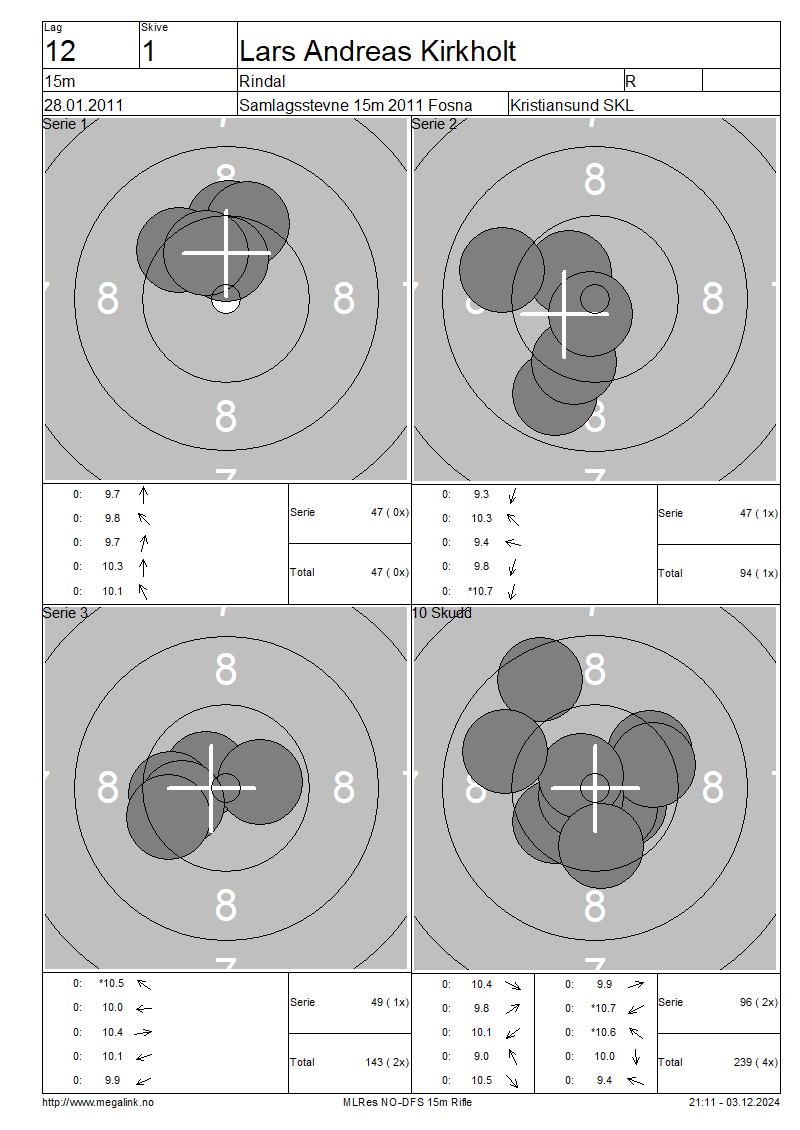 Lag
Skive
12
1
Lars Andreas Kirkholt
15m
Rindal
R
28.01.2011
Samlagsstevne 15m 2011 Fosna
Kristiansund SKL
Serie 1
7
8
7 8 8
8
7
Serie 2
7
8
7 8 8
8
0: 9.7
0: 9.8
0: 9.7
0: 10.3
0: 10.1
Serie 47 ( 0x)
Total 47 ( 0x)
0: 9.3
0: 10.3
0: 9.4
0: 9.8
0: *10.7
Serie 47 ( 1x)
Total 94 ( 1x)
Serie 3
7
8
7 8 8
8
7
10 Skudd
7
8
7 8 8
8
7
0: *10.5
0: 10.0
0: 10.4
0: 10.1
0: 9.9
Serie 49 ( 1x)
Total 143 ( 2x)
0: 10.4
0: 9.8
0: 10.1
0: 9.0
0: 10.5
0: 9.9
0: *10.7
0: *10.6
0: 10.0
0: 9.4
Serie 96 ( 2x)
Total 239 ( 4x)
http://www.megalink.no
MLRes NO-DFS 15m Rifle
21:11 - 03.12.2024